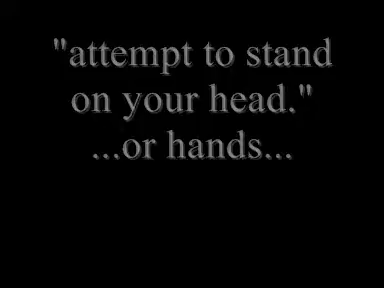 "attempt to stand
on your head."
...or hands...